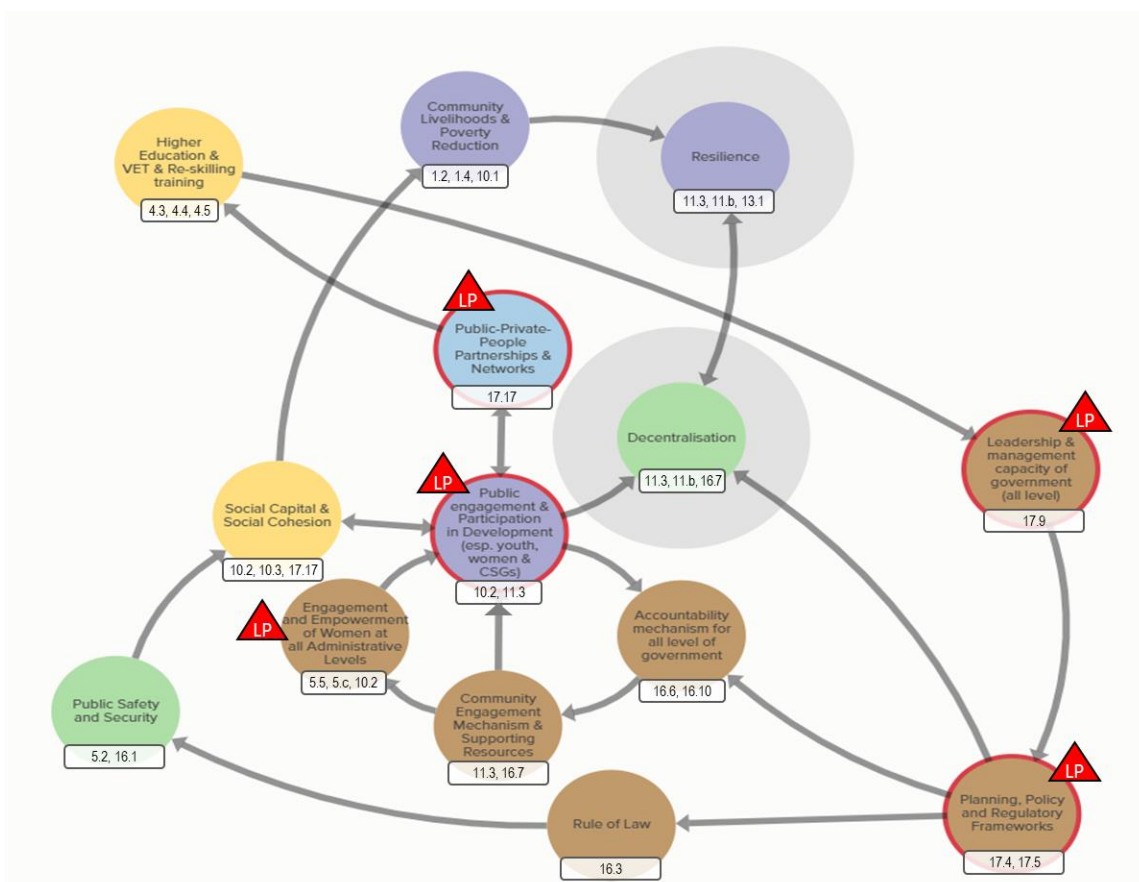 Community
Livelihoods &
Poverty
Reduction
1.2, 1.4, 10.1
Resilience
11.3, 11.b, 13.1
Higher
Education &
VET & Re-skilling
training
4.3, 4.4, 4.5
LP
Public-Private-
People
Partnerships &
Networks
17.17
Decentralisation
11.3, 11.b, 16.7
LP
Leadership &
management
capacity of
government
(all level)
17.9
LP
Public
engagement &
Participation
in Development
(esp. youth,
women &
CSGs)
10.2, 11.3
Social Capital &
Social Cohesion
10.2, 10.3, 17.17
LP
Engagement
and Empowerment
of Women at
all Administrative
Levels
5.5, 5.c, 10.2
Accountability
mechanism for
all level of
government
16.6, 16.10
Public Safety
and Security
5.2, 16.1
Community
Engagement
Mechanism &
Supporting
Resources
11.3, 16.7
LP
Planning, Policy
and Regulatory
Frameworks
17.4, 17.5
Rule of Law
16.3